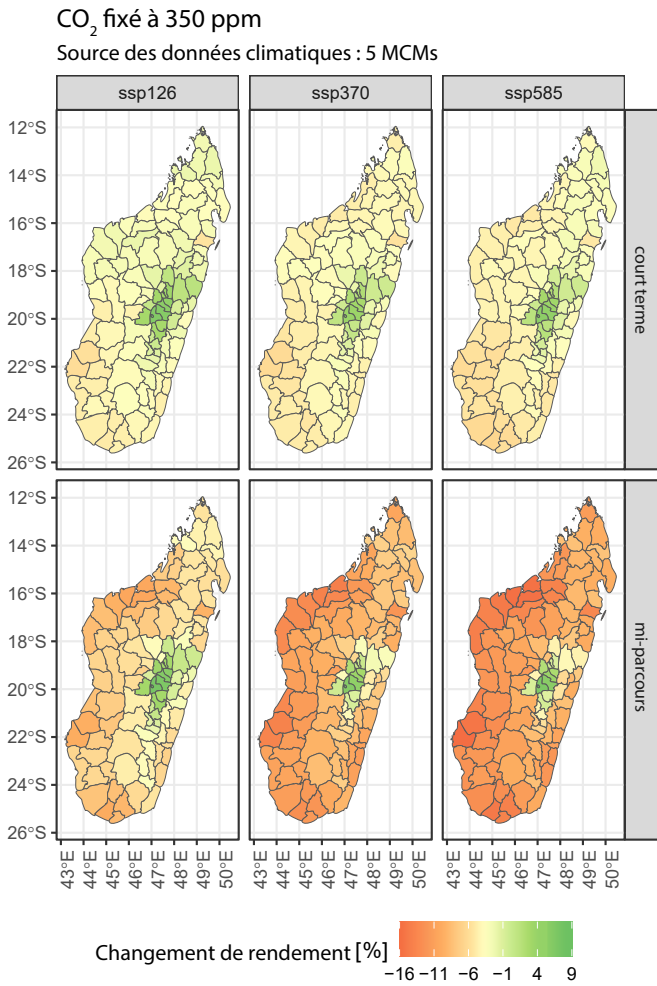 CO2 fixé à 350 ppm
Source des données climatiques : 5 MCMs
ssp126 ssp370 ssp585
12°S
14°S
16°S
18°S
20°S
22°S
24°S
26°S
court terme
12°S
14°S
16°S
18°S
20°S
22°S
24°S
26°S
mi-parcours
43°E 44°E 45°E 46°E 47°E 48°E 49°E 50°E 43°E 44°E 45°E 46°E 47°E 48°E 49°E 50°E 43°E 44°E 45°E 46°E 47°E 48°E 49°E 50°E
Changement de rendement [%]
−16 −11 −6 −1 4 9